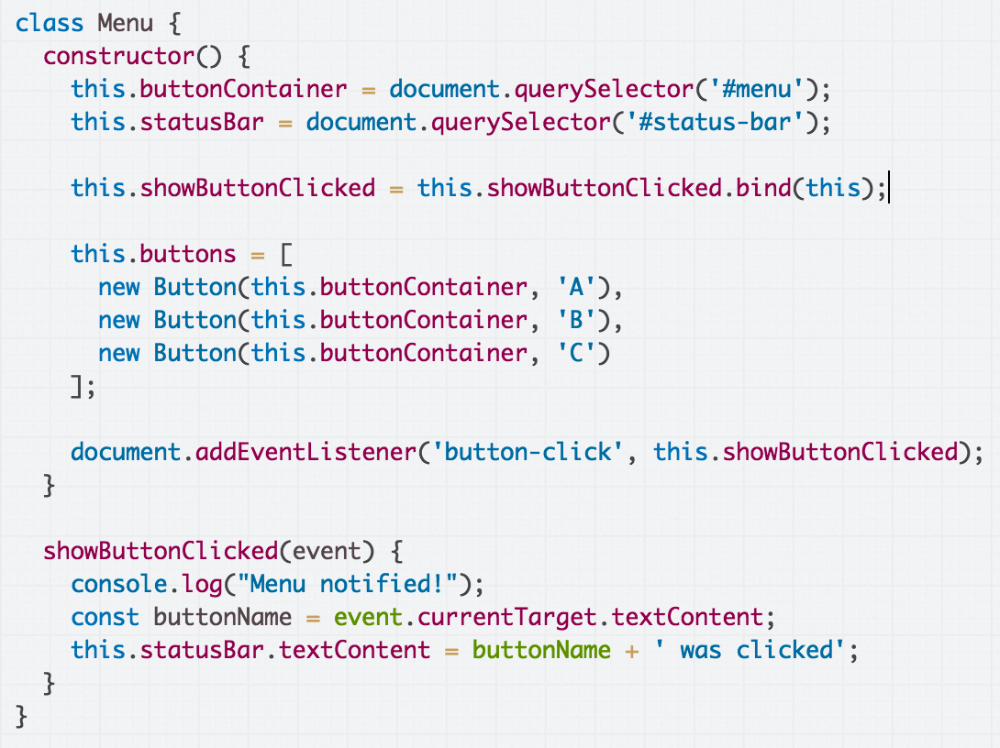 class Menu {
  constructor() {
    this.buttonContainer = document.querySelector('#menu');
    this.statusBar = document.querySelector('#status-bar');

    this.showButtonClicked = this.showButtonClicked.bind(this);

    this.buttons = [
      new Button(this.buttonContainer, 'A'),
      new Button(this.buttonContainer, 'B'),
      new Button(this.buttonContainer, 'C')
    ];

    document.addEventListener('button-click', this.showButtonClicked);
  }

  showButtonClicked(event) {
    console.log("Menu notified!");
    const buttonName = event.currentTarget.textContent;
    this.statusBar.textContent = buttonName + ' was clicked';
  }
}